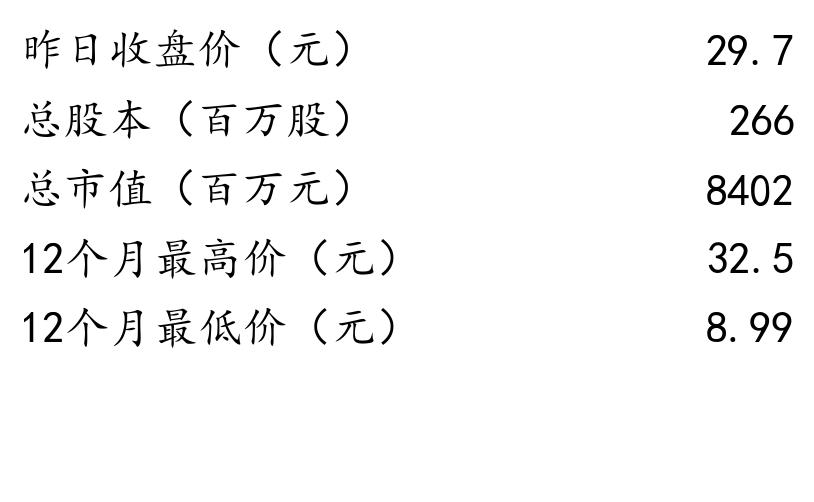 昨日收盘价（元） 29.7
总股本（百万股） 266
总市值（百万元） 8402
12个月最高价（元） 32.5
12个月最低价（元） 8.99